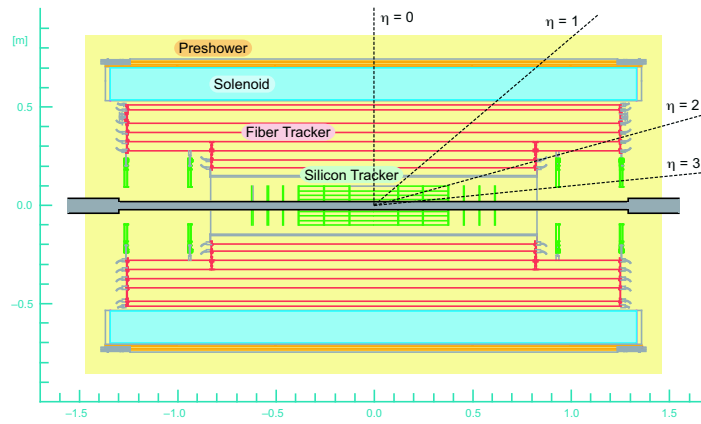 η = 0
η = 1
[m]
Preshower
0.5
Solenoid
η = 2
Fiber Tracker
η = 3
Silicon Tracker
0.0
−0.5
−1.5
−1.0
−0.5
0.0
0.5
1.0
1.5